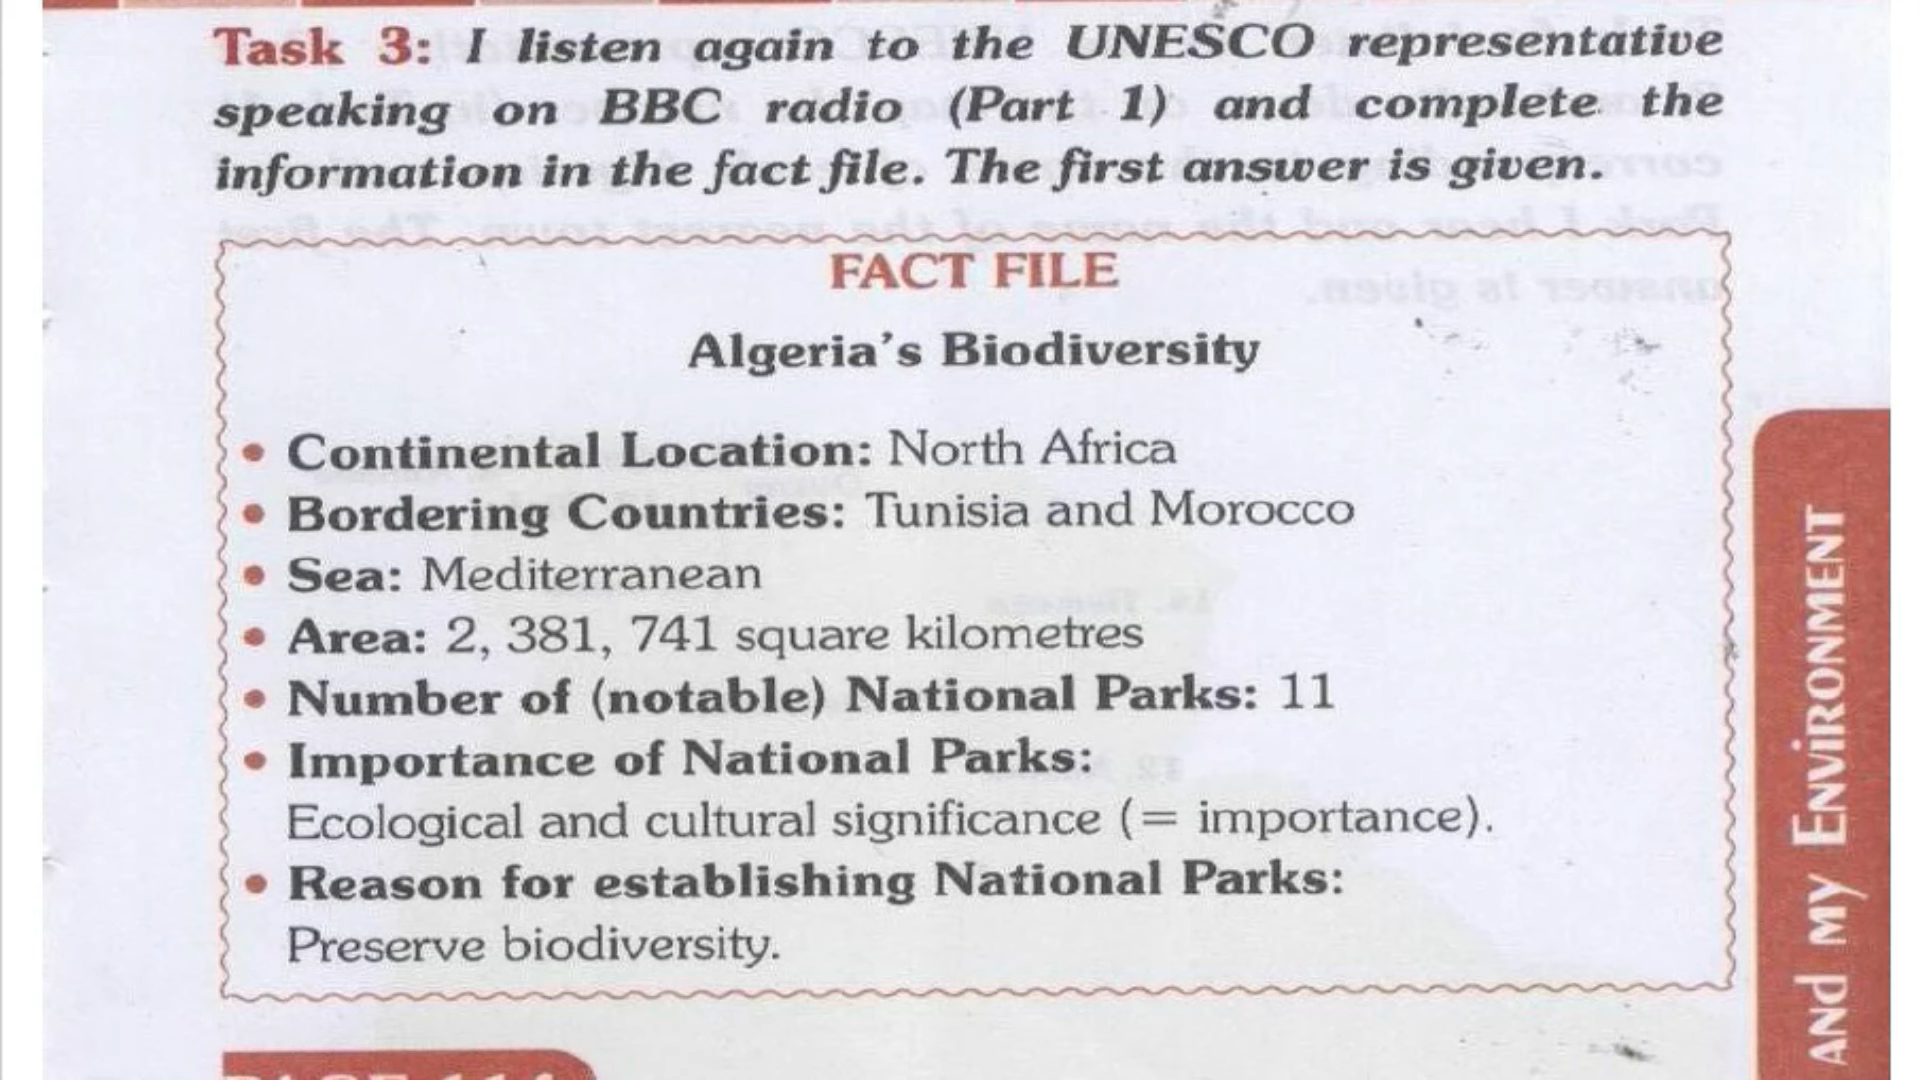 Task 3: I listen again to the UNESCO representative
speaking on BBC radio (Part 1) and complete the
information in the fact file. The first answer is given.
FACT FILE
Algeria's Biodiversity
• Continental Location: North Africa
• Bordering Countries: Tunisia and Morocco
• Sea: Mediterranean
• Area: 2, 381, 741 square kilometres
• Number of (notable) National Parks: 11
• Importance of National Parks:
Ecological and cultural significance (= importance).
• Reason for establishing National Parks:
Preserve biodiversity.
AND MY ENVIRONMENT